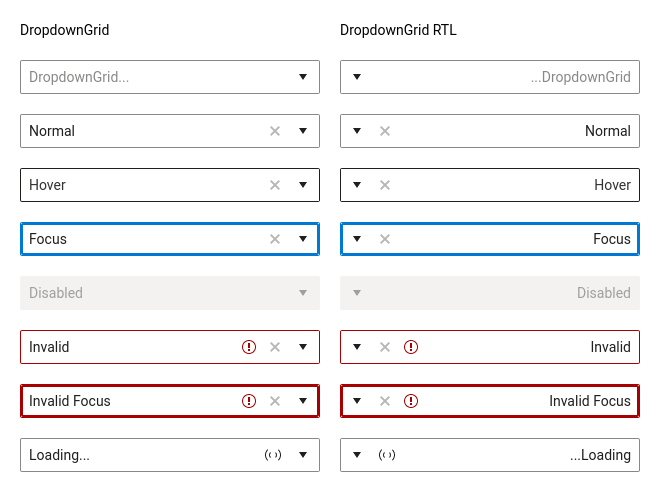 DropdownGrid
DropdownGrid...
Normal
Hover
Focus
Disabled
Invalid
Invalid Focus
Loading...
DropdownGrid RTL
...DropdownGrid
Normal
Hover
Focus
Disabled
Invalid
Invalid Focus
...Loading